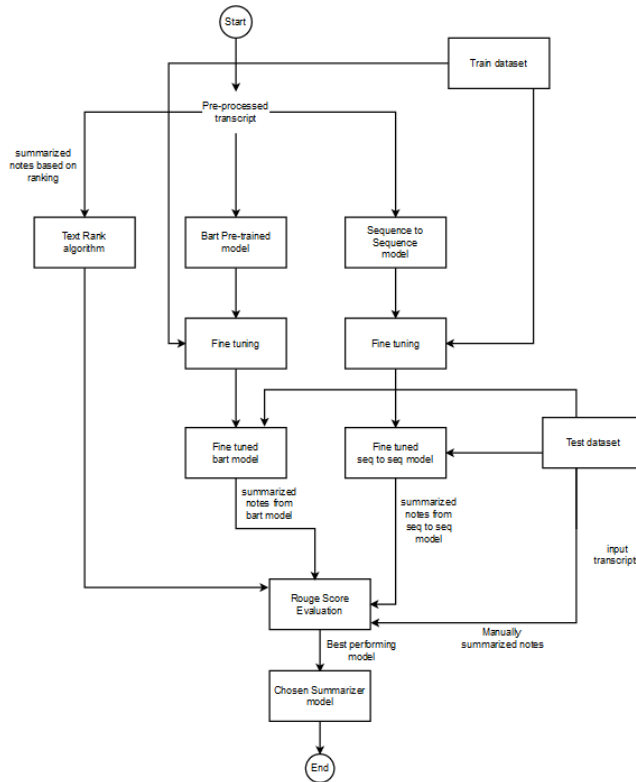 Start
Train dataset
Pre-processed
transcript
summarized
notes based on
ranking
Text Rank
algorithm
Bart Pre-trained
model
Sequence to
Sequence
model
Fine tuning
Fine tuning
Fine tuned
bart model
Fine tuned
seq to seq model
Test dataset
summarized
notes from
bart model
summarized
notes from
seq to seq
model
input
transcript
Rouge Score
Evaluation
Manually
summarized notes
Best performing
model
Chosen Summarizer
model
End